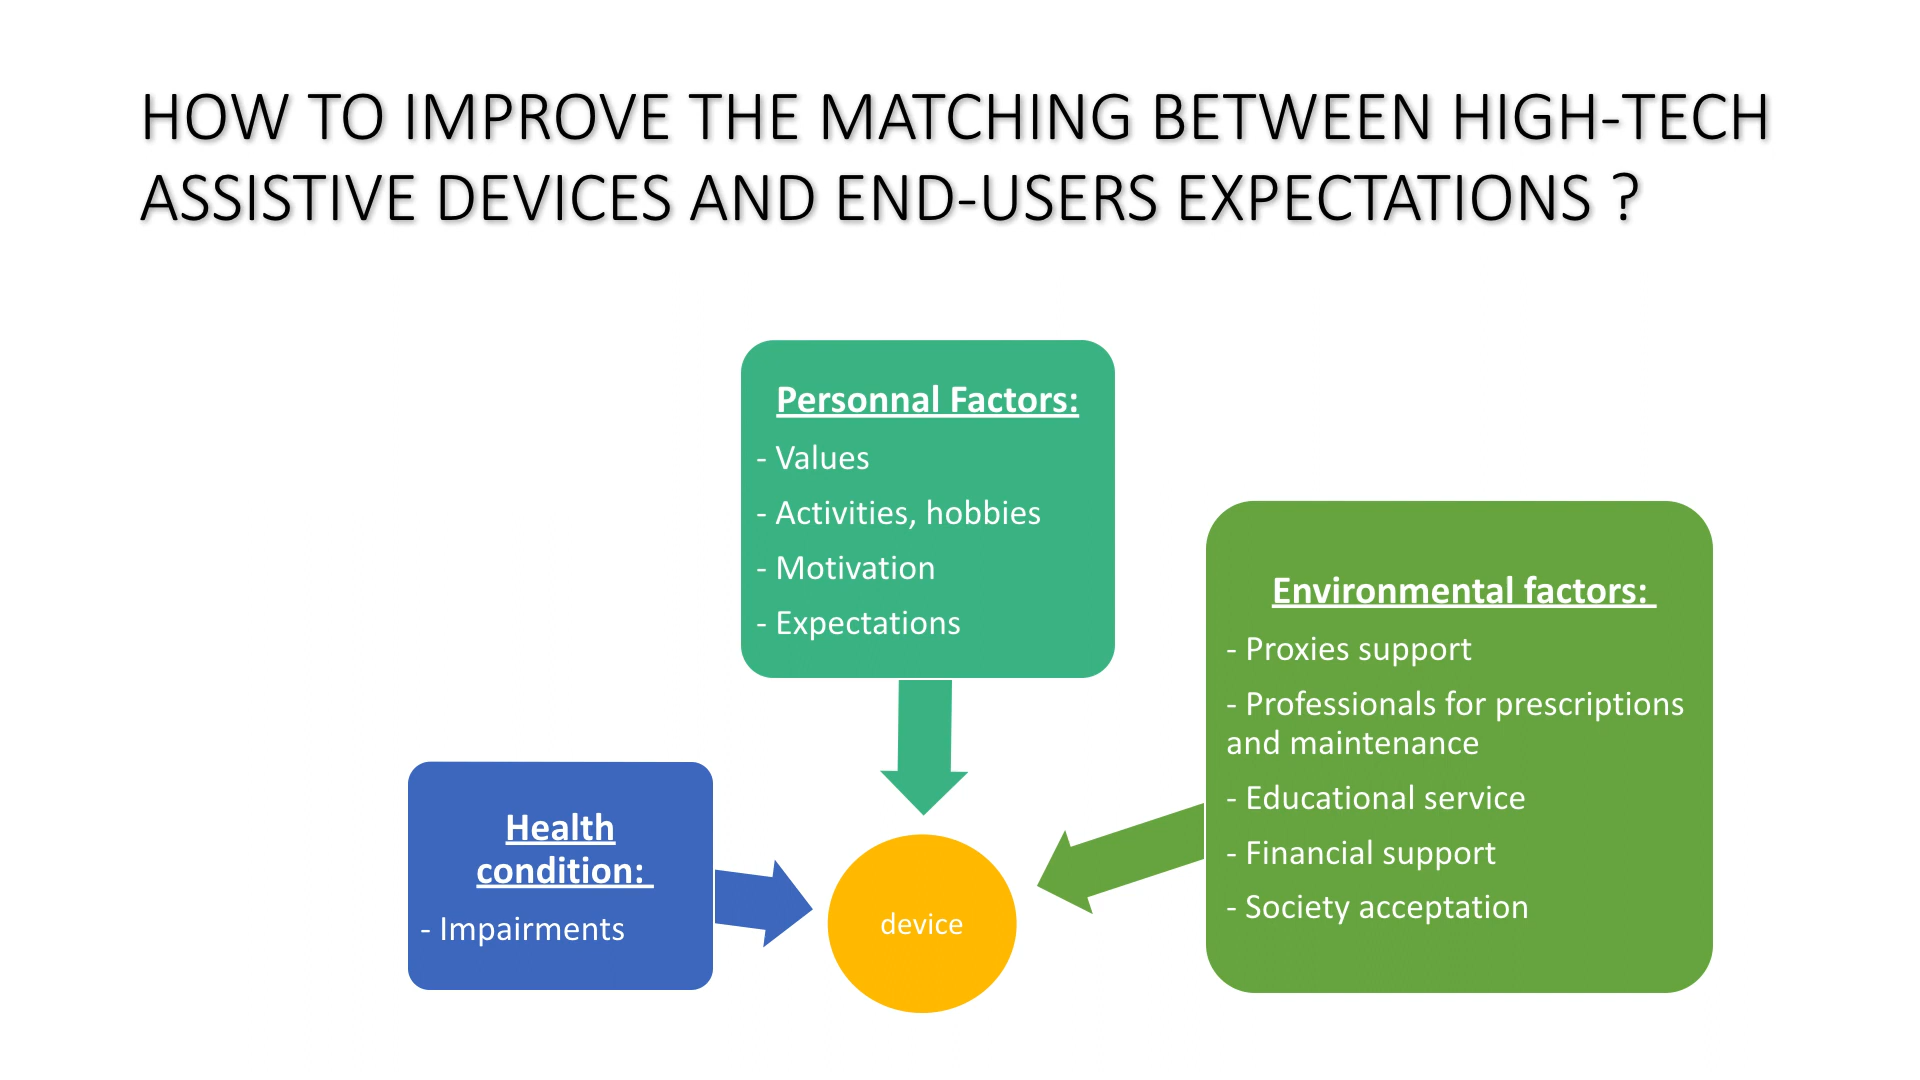 HOW TO IMPROVE THE MATCHING BETWEEN HIGH-TECH
ASSISTIVE DEVICES AND END-USERS EXPECTATIONS ?
Personnal Factors:
- Values
- Activities, hobbies
- Motivation
- Expectations
Environmental factors:
- Proxies support
- Professionals for prescriptions
and maintenance
- Educational service
- Financial support
- Society acceptation
Health
condition:
- Impairments
device